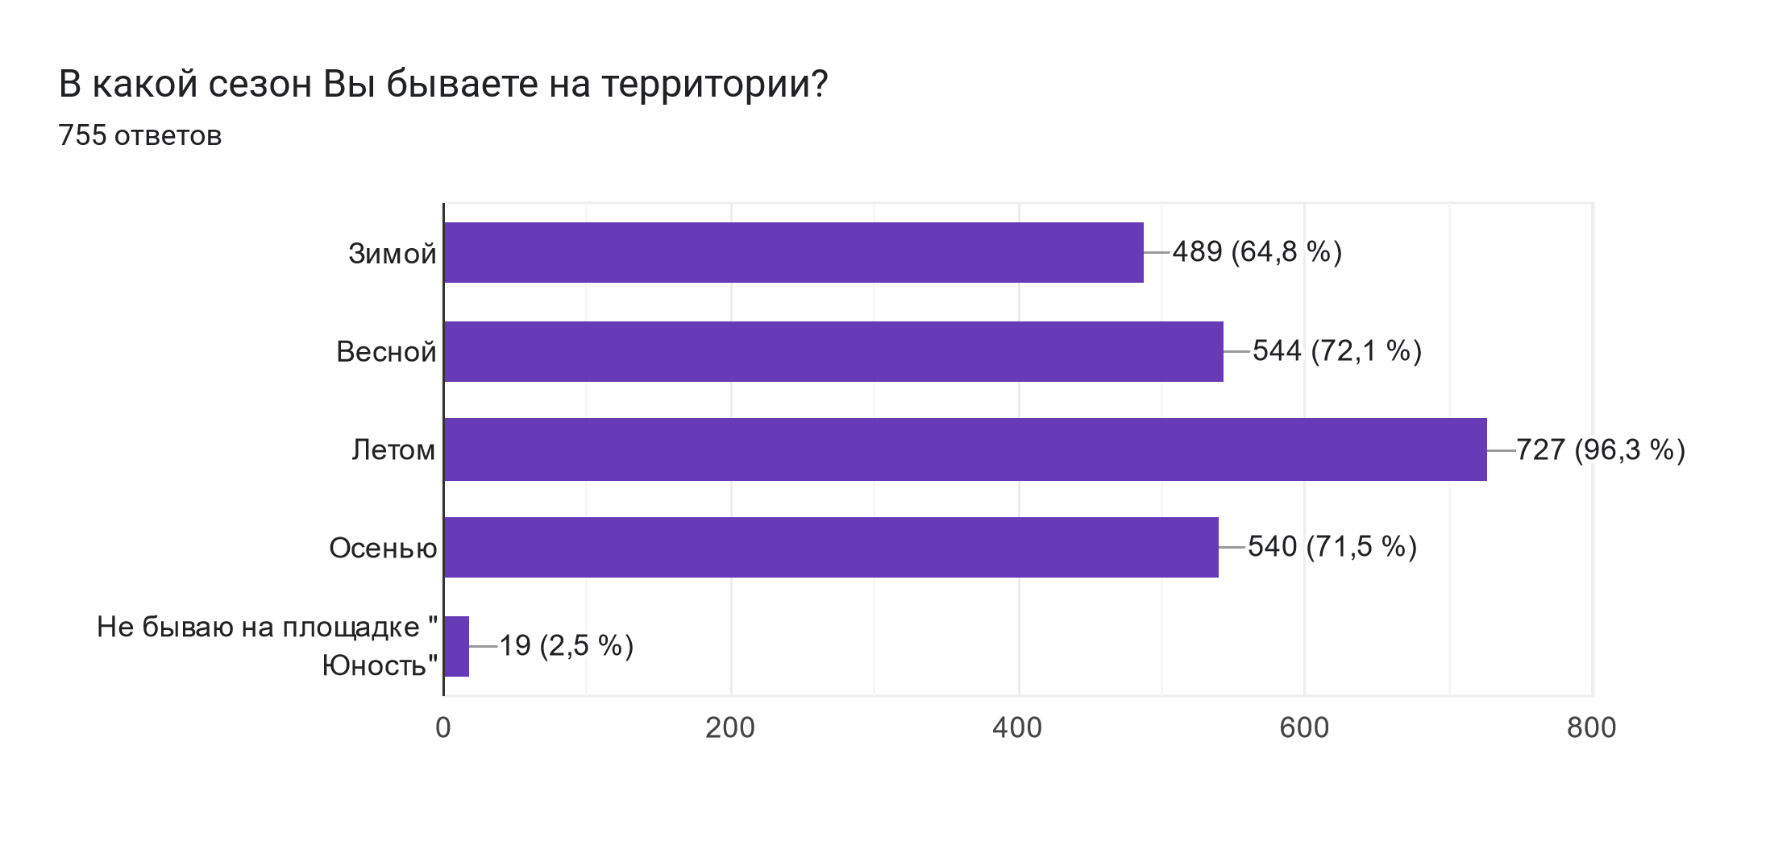 В какой сезон Вы бываете на территории?
755 ответов
Зимой
489 (64,8 %)
Весной
544 (72,1 %)
Летом
727 (96,3 %)
Осенью
540 (71,5 %)
Не бываю на площадке "
Юность"
19 (2,5 %)
0
200
400
600
800